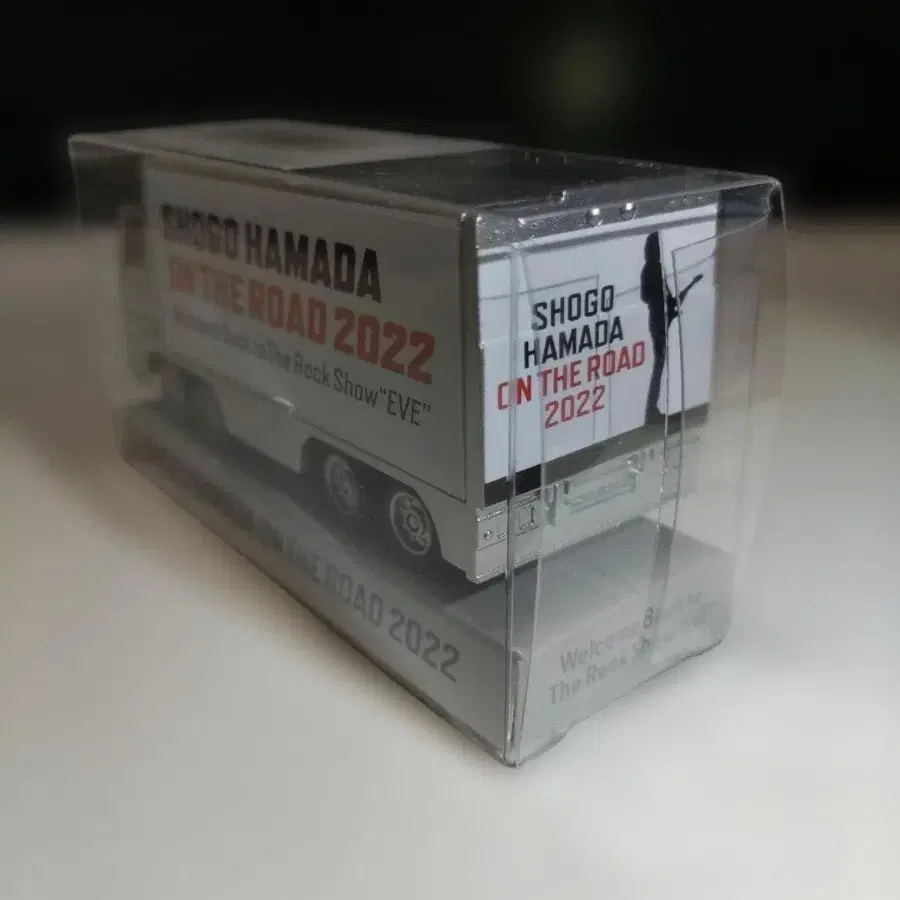 SHOGO HAMADA
ON THE ROAD 2022
Welcome Back to The Rock Show "EVE"
SHOGO
HAMADA
ON THE ROAD
2022
THE ROAD 2022
Welcome Back to
The Rock Show